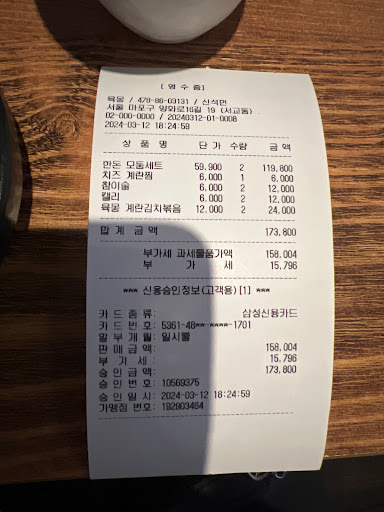 [ 영 수 증 ]
육몽 / 470-86-03131 / 신석민
서울 마포구 양화로16길 19 (서교동)
02-000-0000 / 20240312-01-0008
2024-03-12 18:24:59
상 품 명 단 가 수량 금 액
한돈 모둠세트 59,900 2 119,800
치즈 계란찜 6,000 1 6,000
참이슬 6,000 2 12,000
캘리 6,000 2 12,000
육몽 계란김치볶음 12,000 2 24,000
합 계 금 액 173,800
부가세 과세물품가액 158,004
부 가 세 15,796
*** 신용승인정보(고객용) [1] ***
카 드 종 류: 삼성신용카드
카 드 번 호: 5361-46**-****-1701
할 부 개 월: 일시불
판 매 금 액: 158,004
부 가 세: 15,796
승 인 금 액: 173,800
승 인 번 호: 10569375
승 인 일 시: 2024-03-12 18:24:59
가맹점 번호: 192903464